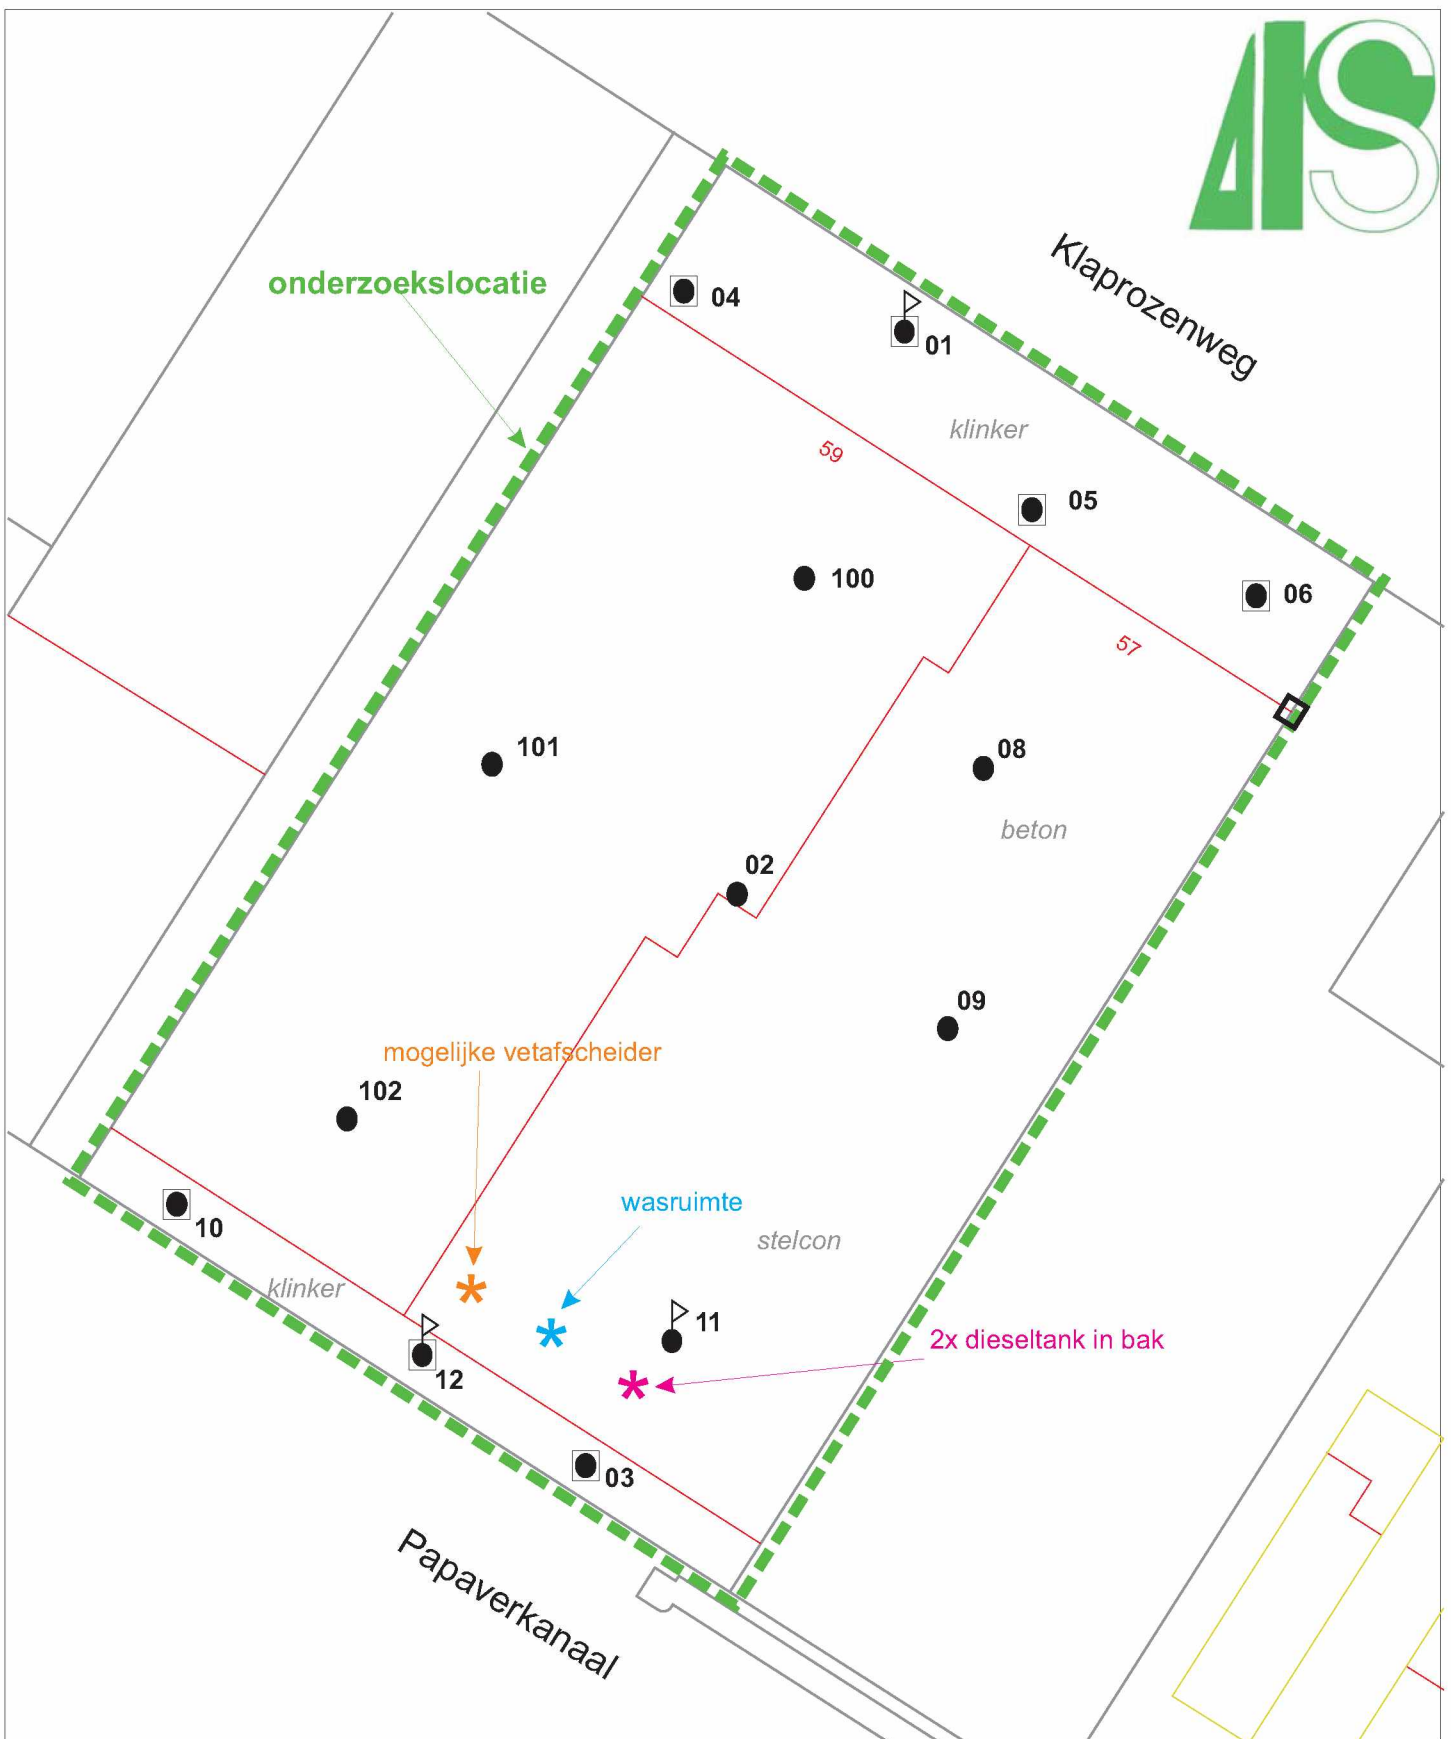 AIS
Klaprozenweg
onderzoekslocatie
04
01
klinker
59
05
100
06
57
101
08
beton
02
09
mogelijke vetafscheider
102
wasruimte
10
stelcon
klinker
11
2x dieseltank in bak
12
03
Papaverkanaal